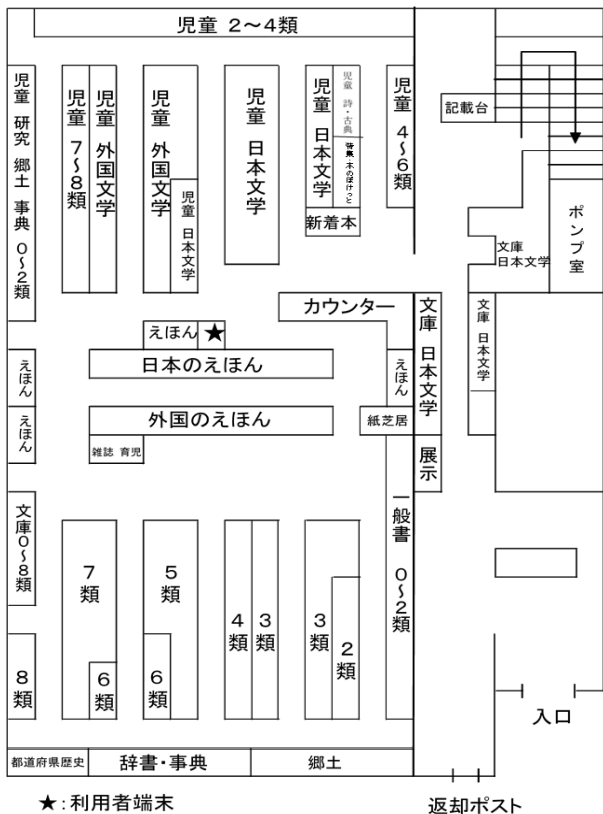 児童 2～4類
児童 研究 郷土 事典 0～2類
児童 7～8類
児童 外国文学
児童 外国文学
児童 日本文学
児童 日本文学
児童 日本文学
児童 詩・古典
新着本
児童 4～6類
記載台
ポンプ室
文庫
日本文学
文庫 日本文学
カウンター
文庫 日本文学
えほん★
日本のえほん
えほん
えほん
外国のえほん
紙芝居
えほん
雑誌 育児
展示
一般書 0～2類
文庫0～8類
7類
5類
4類
3類
3類
2類
8類
6類
6類
入口
都道府県歴史
辞書・事典
郷土
★：利用者端末
返却ポスト